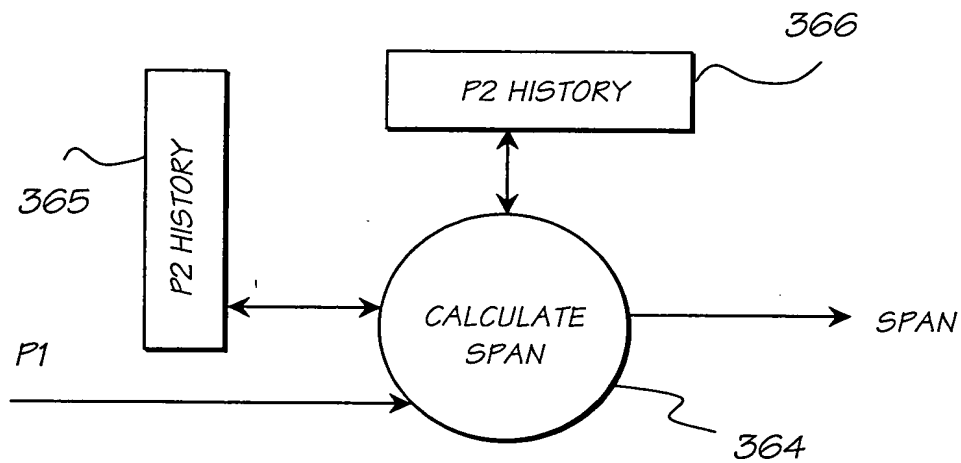 366
P2 HISTORY
365
P2 HISTORY
CALCULATE
SPAN
SPAN
P1
364